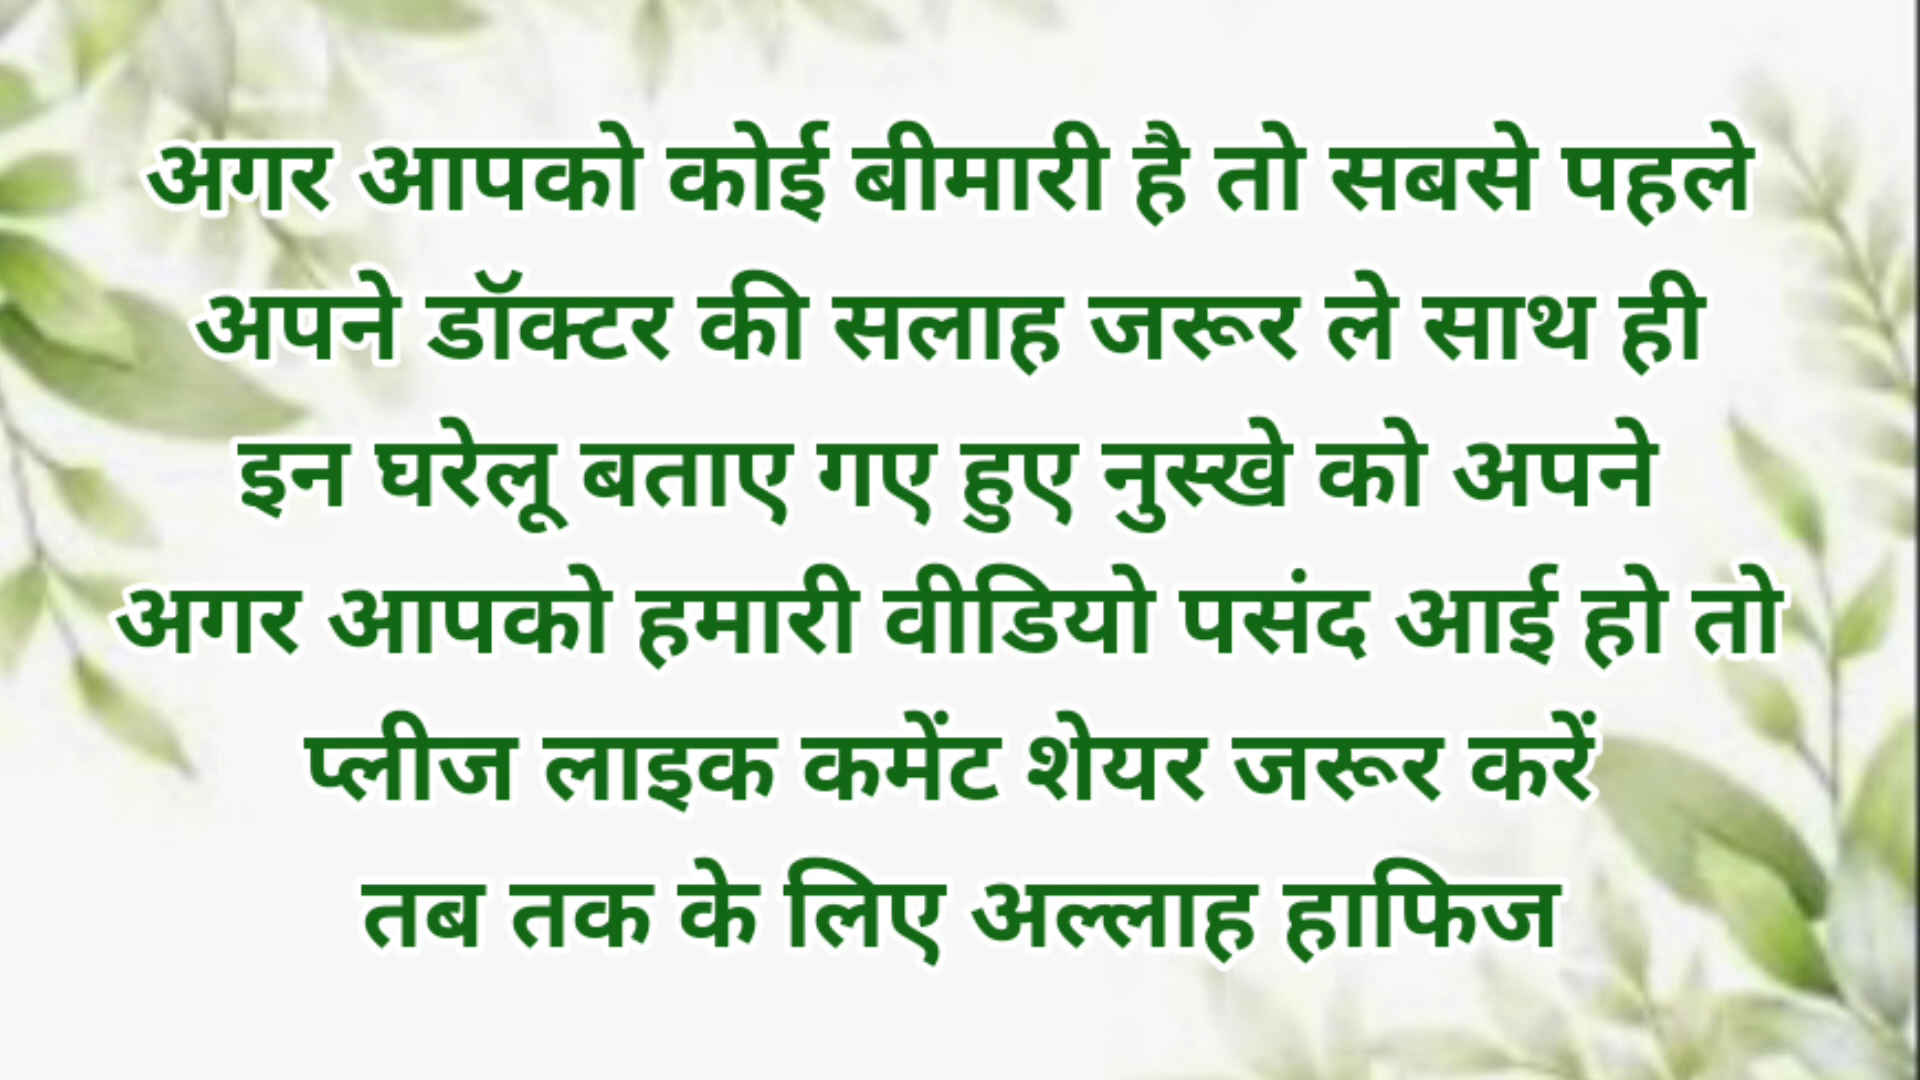 अगर आपको कोई बीमारी है तो सबसे पहले
अपने डॉक्टर की सलाह जरूर ले साथ ही
इन घरेलू बताए गए हुए नुस्खे को अपने
अगर आपको हमारी वीडियो पसंद आई हो तो
प्लीज लाइक कमेंट शेयर जरूर करें
तब तक के लिए अल्लाह हाफिज